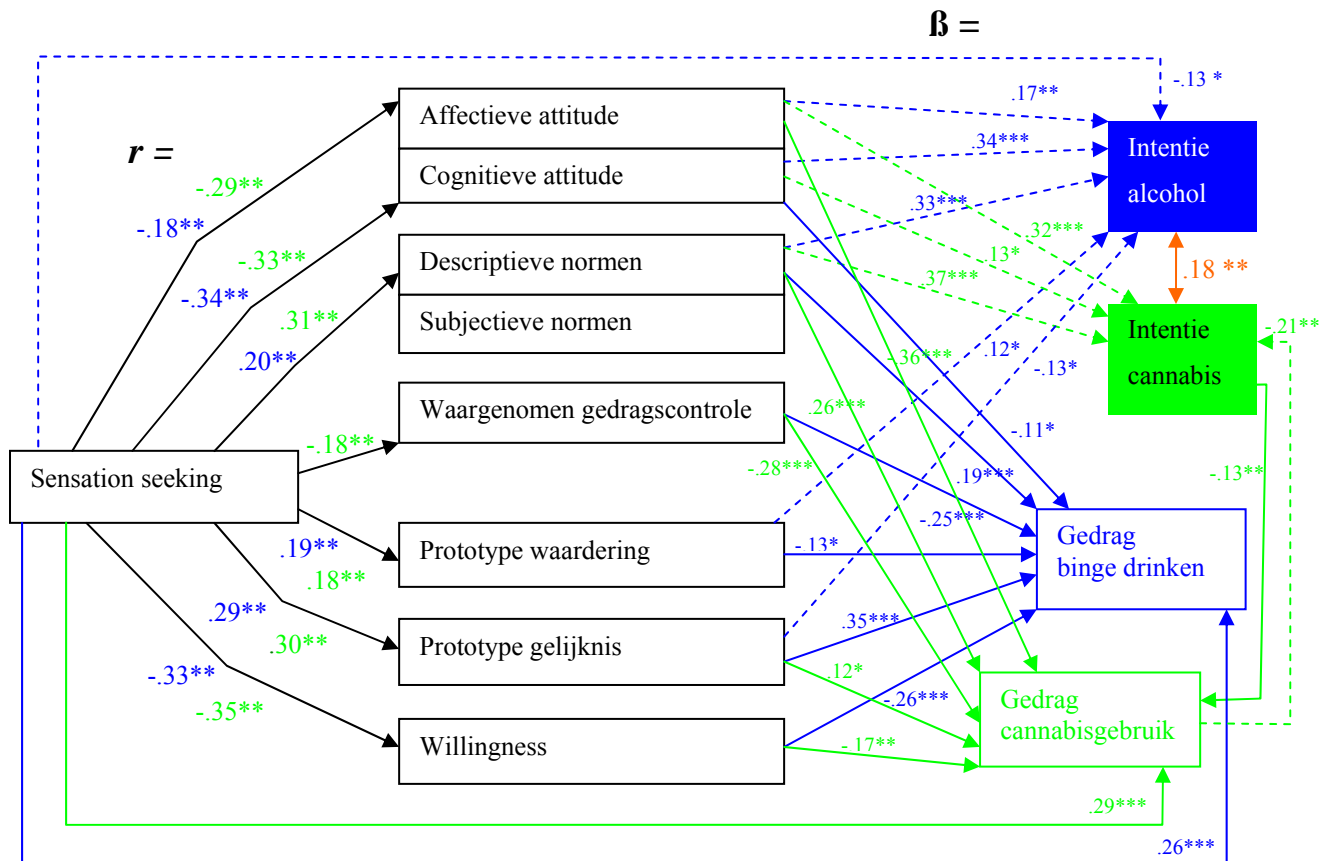 ß =
r =
-.13 *
.17**
Affectieve attitude
.34***
Intentie
alcohol
Cognitieve attitude
-.29**
-.18**
.33***
.32***
.13*
.37***
.18 **
Descriptieve normen
-.33**
-.34**
Subjectieve normen
.31**
.20**
Intentie
cannabis
-.21**
-.36***
.12*
-.13*
Waargenomen gedragscontrole
-.18**
.26***
-.11*
-.28***
-.13**
Sensation seeking
.19***
-.25***
Prototype waardering
-.13*
.19**
.18**
Gedrag
binge drinken
.29**
.30**
Prototype gelijknis
.35***
.12*
-.26***
-.33**
-.35**
Gedrag
cannabisgebruik
Willingness
-.17**
.29***
.26***